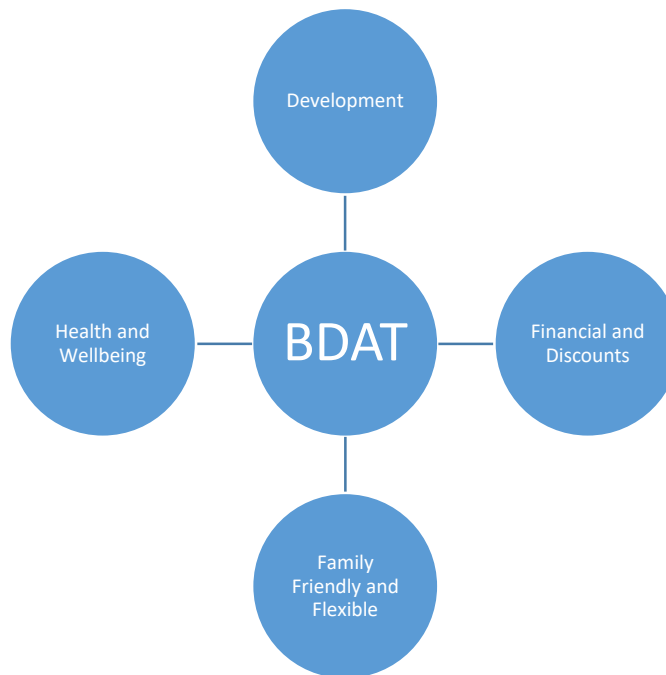 Development
Health and
Wellbeing
BDAT
Financial and
Discounts
Family
Friendly and
Flexible